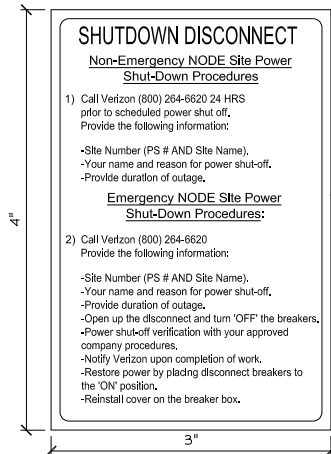 SHUTDOWN DISCONNECT
Non-Emergency NODE Site Power
Shut-Down Procedures
1) Call Verizon (800) 264-6620 24 HRS
prior to scheduled power shut off.
Provide the following information:
-Site Number (PS # AND Site Name).
-Your name and reason for power shut-off.
-Provide duration of outage.
Emergency NODE Site Power
Shut-Down Procedures:
2) Call Verizon (800) 264-6620
Provide the following information:
-Site Number (PS # AND Site Name).
-Your name and reason for power shut-off.
-Provide duration of outage.
-Open up the disconnect and turn 'OFF' the breakers.
-Power shut-off verification with your approved
company procedures.
-Notify Verizon upon completion of work.
-Restore power by placing disconnect breakers to
the 'ON' position.
-Reinstall cover on the breaker box.
4"
3"